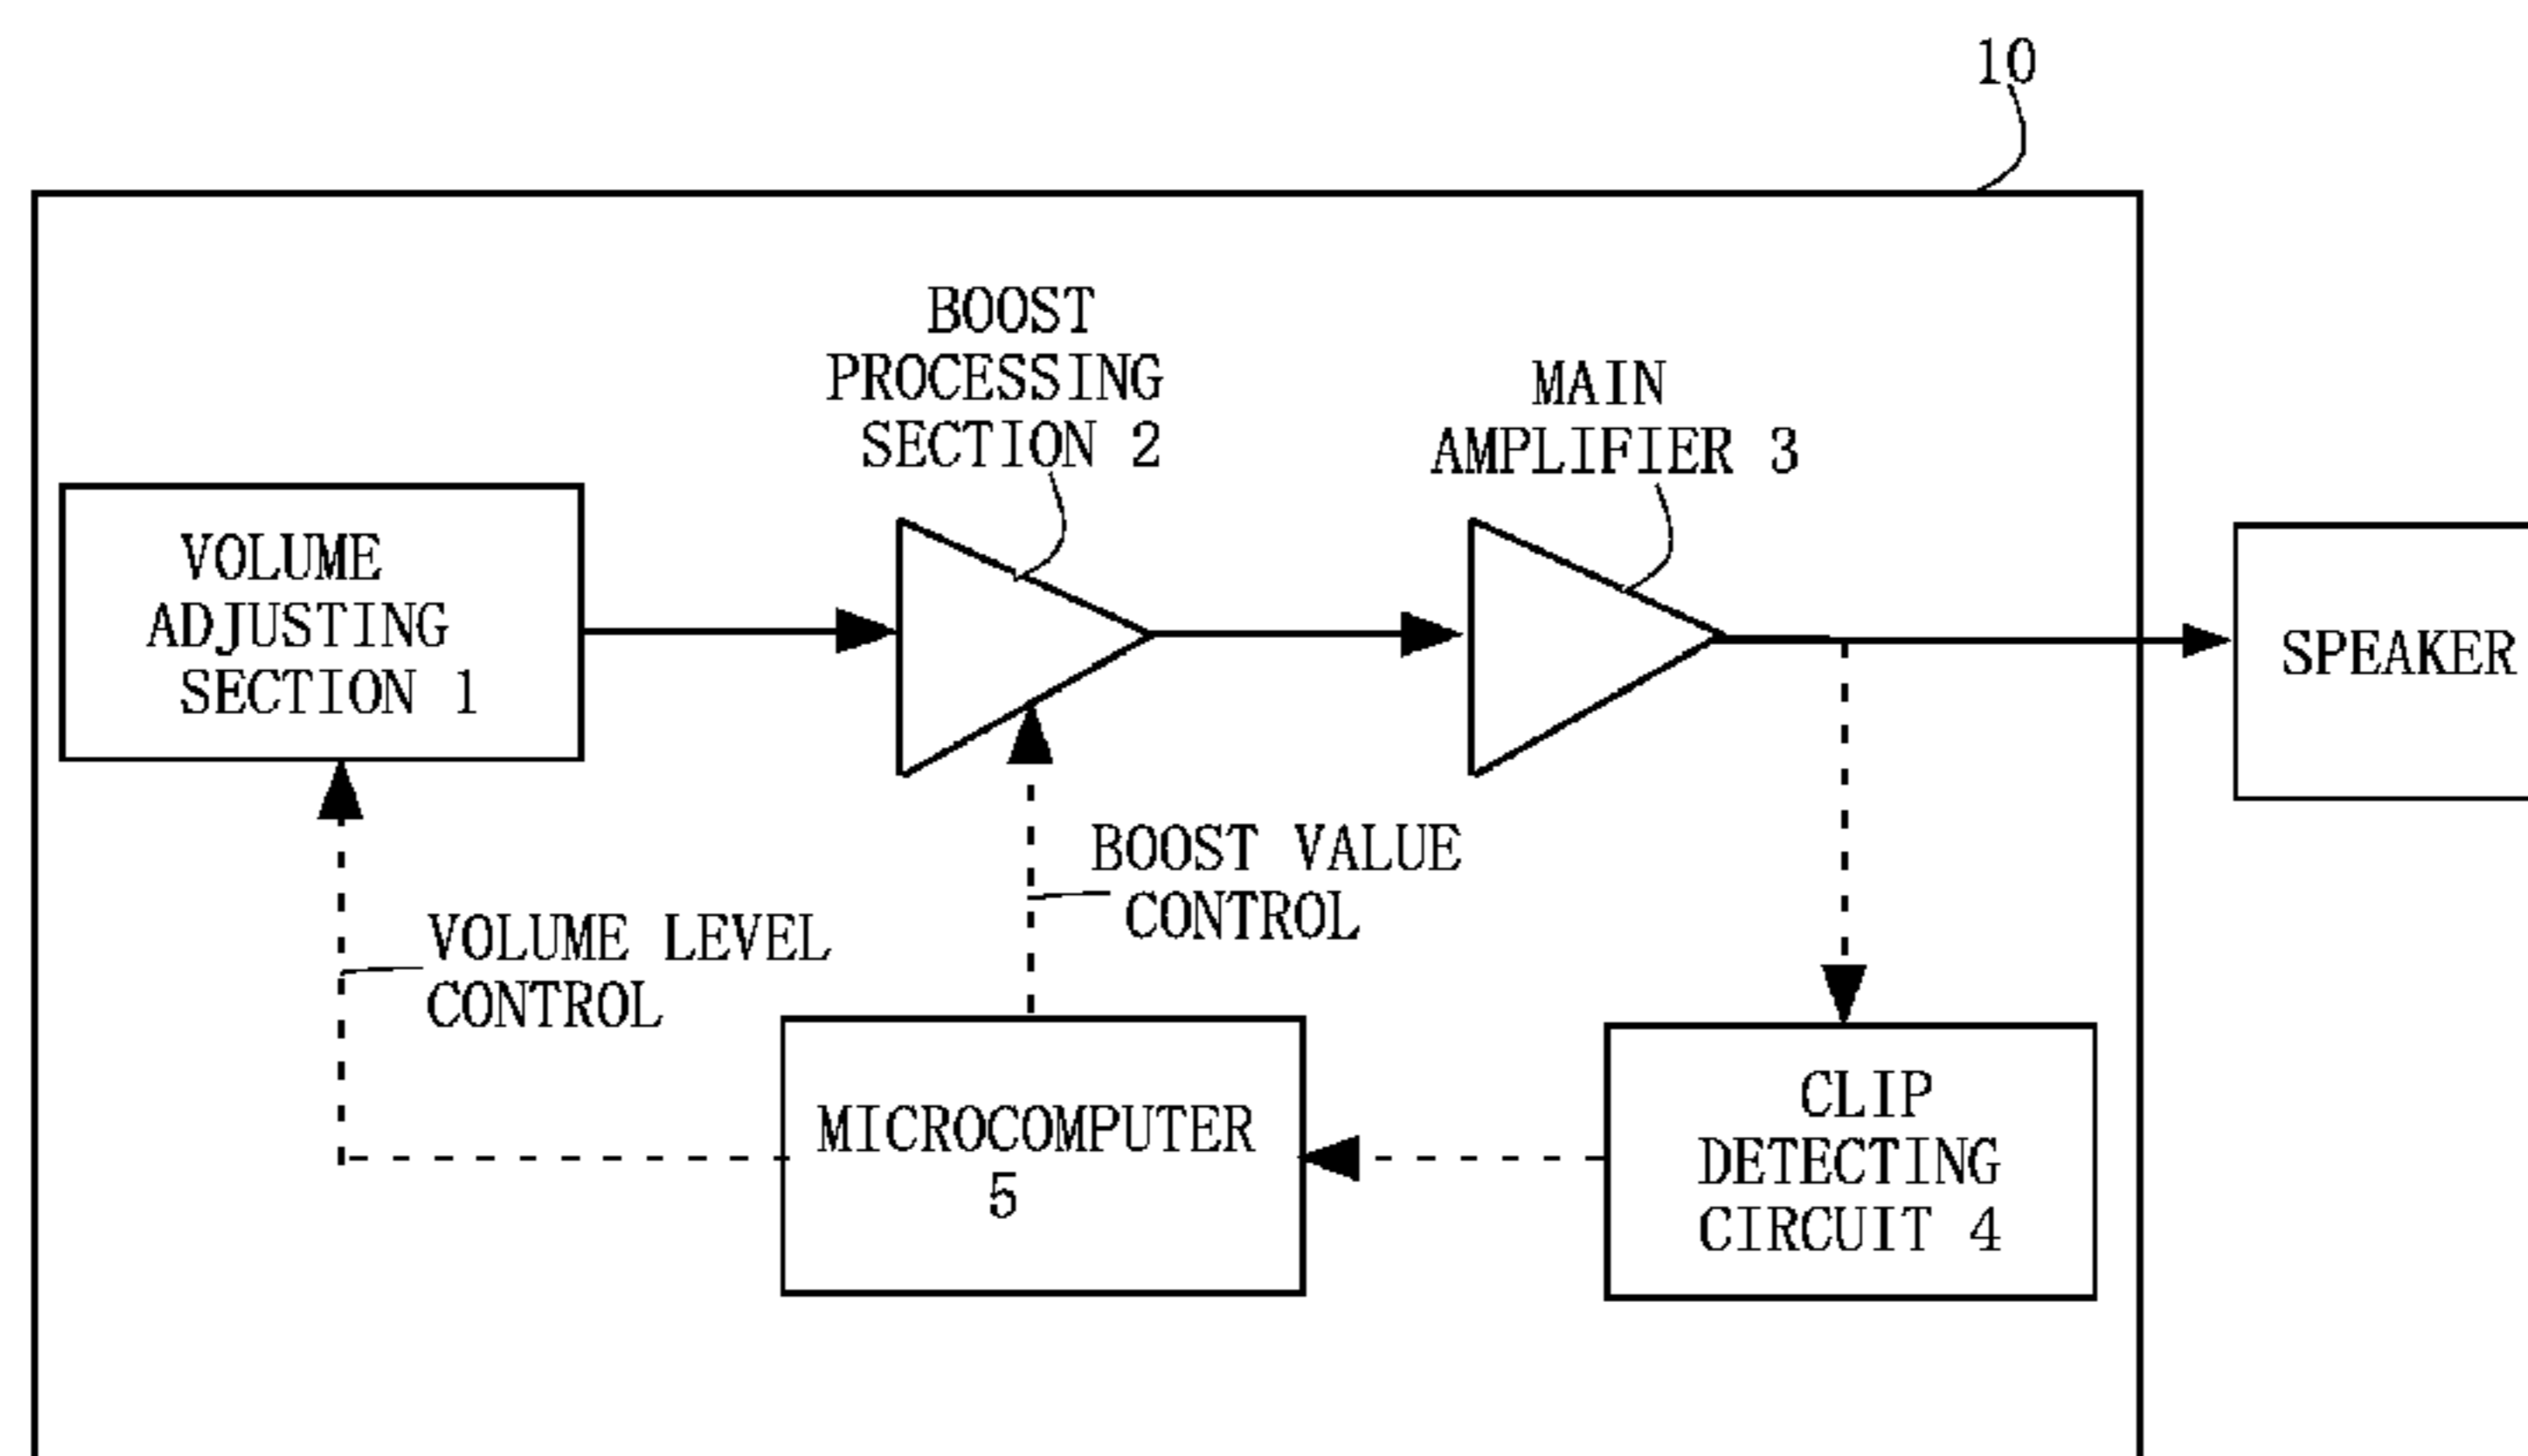 10
BOOST
PROCESSING
SECTION 2
MAIN
AMPLIFIER 3
VOLUME
ADJUSTING
SECTION 1
SPEAKER
BOOST VALUE
CONTROL
VOLUME LEVEL
CONTROL
MICROCOMPUTER
5
CLIP
DETECTING
CIRCUIT 4